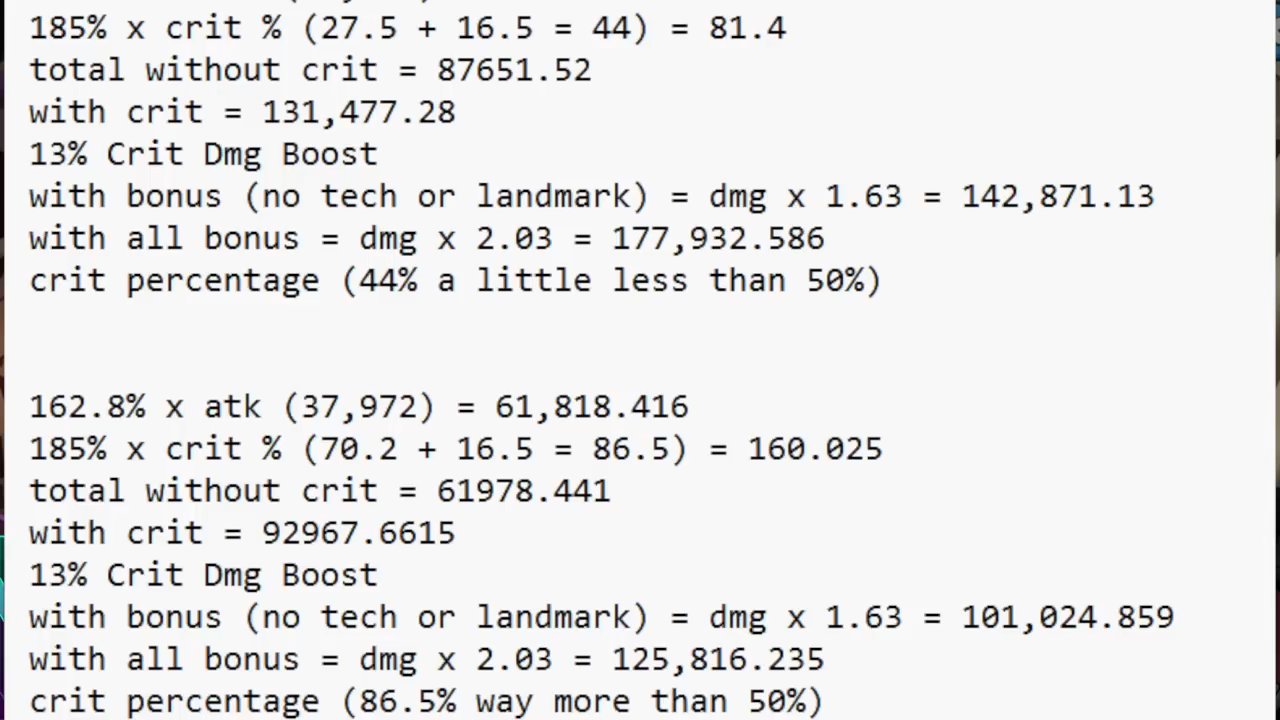 185% x crit % (27.5 + 16.5 = 44) = 81.4
total without crit = 87651.52
with crit = 131,477.28
13% Crit Dmg Boost
with bonus (no tech or landmark) = dmg x 1.63 = 142,871.13
with all bonus = dmg x 2.03 = 177,932.586
crit percentage (44% a little less than 50%)
162.8% x atk (37,972) = 61,818.416
185% x crit % (70.2 + 16.5 = 86.5) = 160.025
total without crit = 61978.441
with crit = 92967.6615
13% Crit Dmg Boost
with bonus (no tech or landmark) = dmg x 1.63 = 101,024.859
with all bonus = dmg x 2.03 = 125,816.235
crit percentage (86.5% way more than 50%)